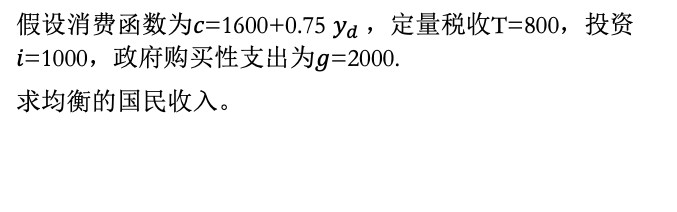 假设消费函数为c=1600+0.75 yd ，定量税收T=800，投资
i=1000，政府购买性支出为g=2000.
求均衡的国民收入。